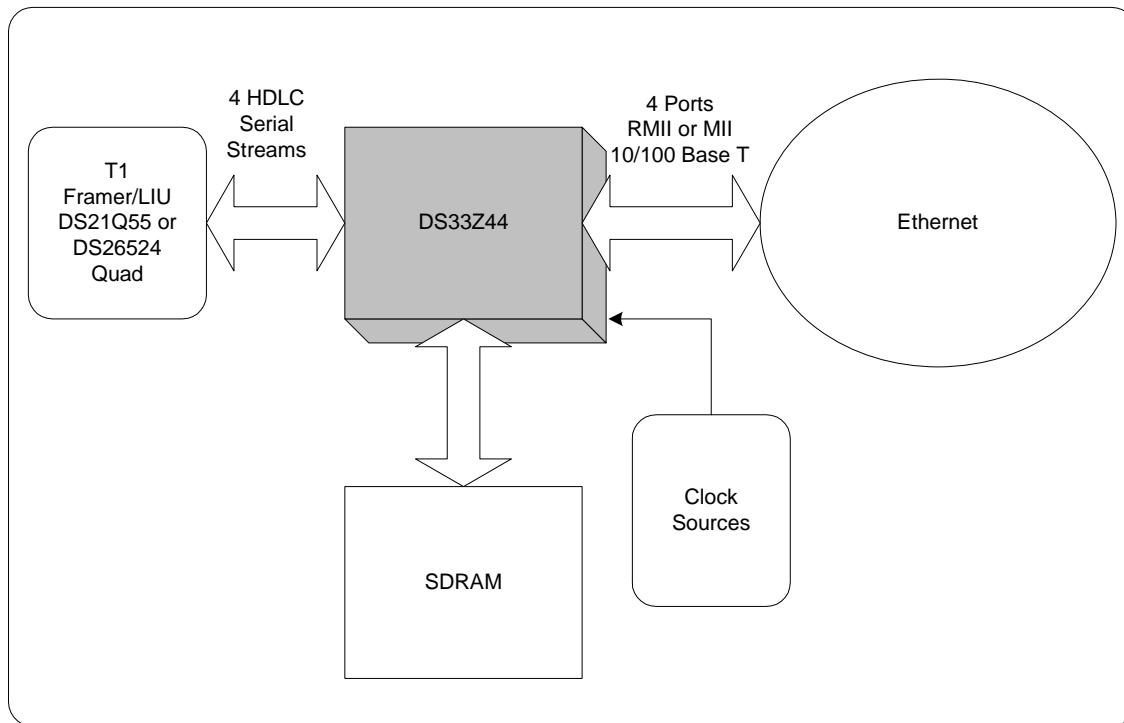 4 HDLC
Serial
Streams
4 Ports
RMII or MII
10/100 Base T
T1
Framer/LIU
DS21Q55 or
DS26524
Quad
DS33Z44
Ethernet
Clock
Sources
SDRAM